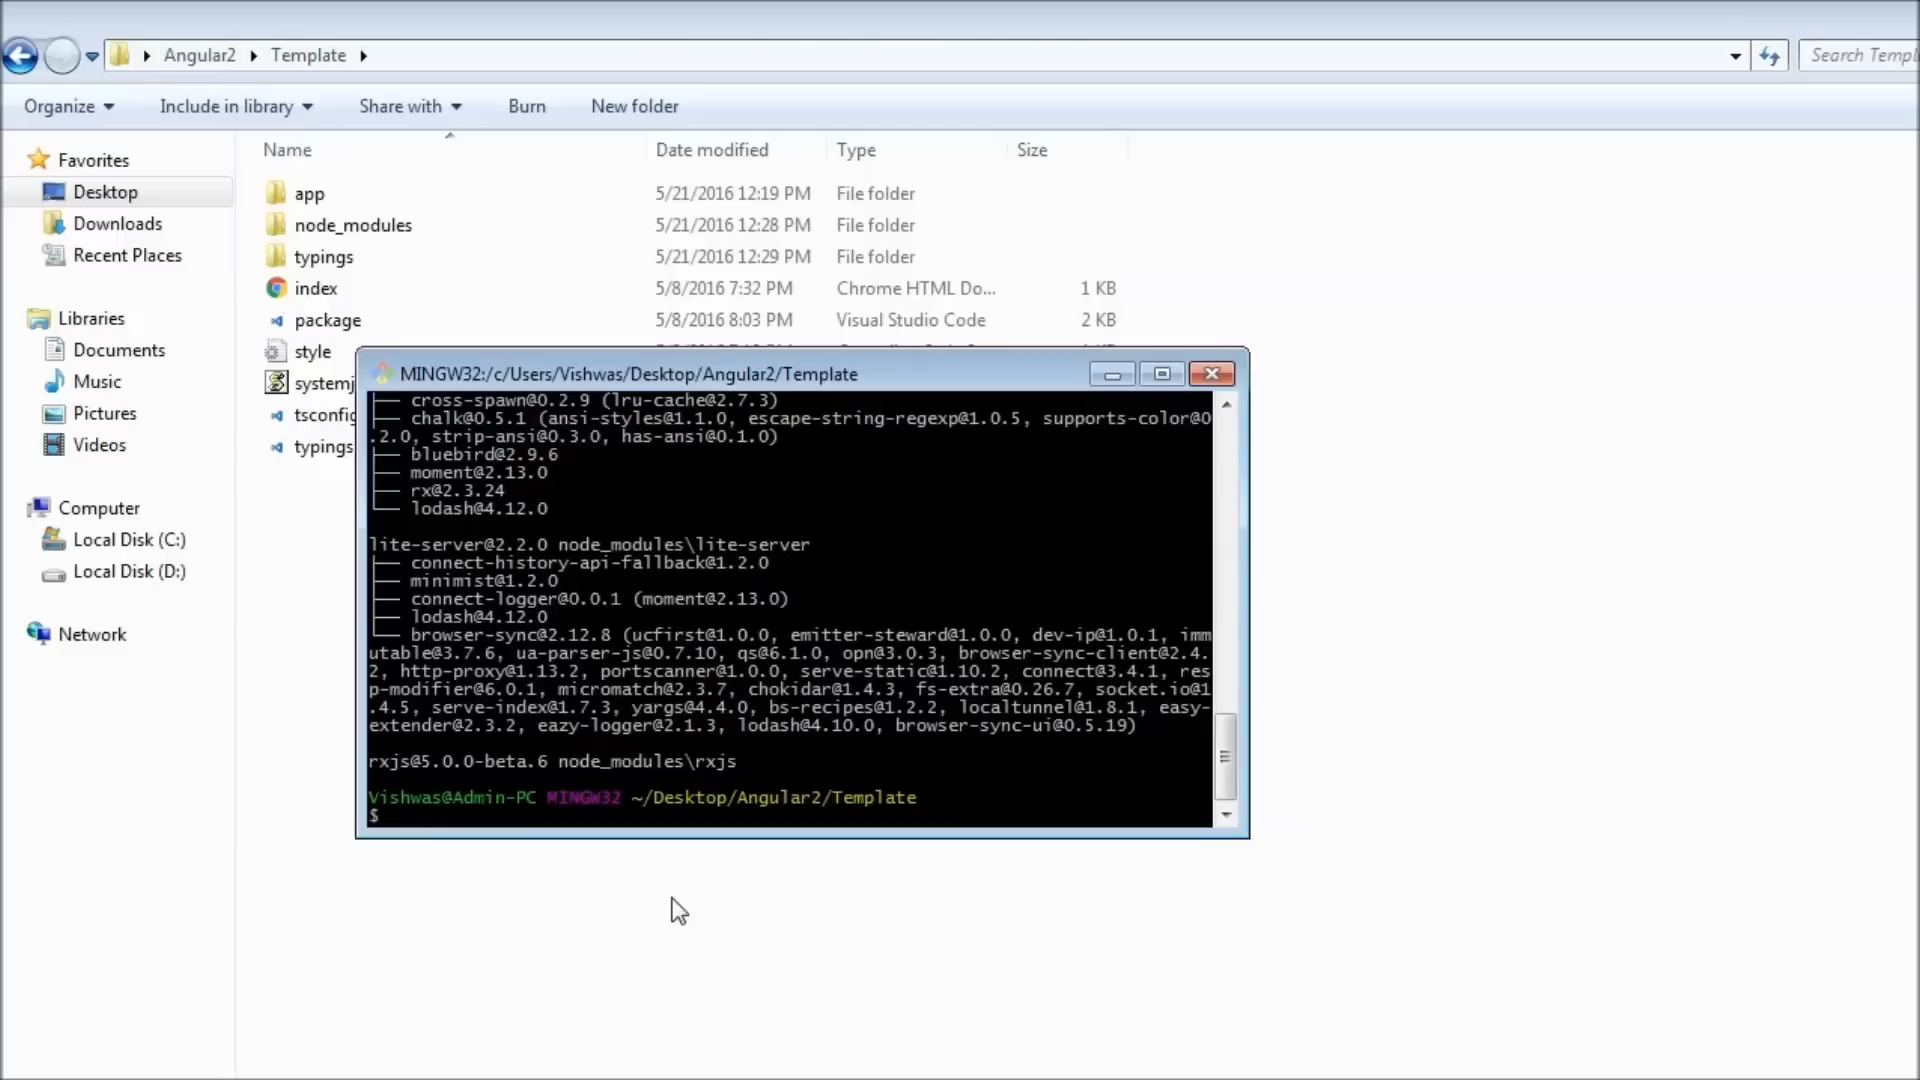 Angular2 Template
Search Templ
Organize Include in library Share with Burn New folder
Name Date modified Type Size
Favorites
Desktop
Downloads
Recent Places
Libraries
Documents
Music
Pictures
Videos
Computer
Local Disk (C:)
Local Disk (D:)
Network
app 5/21/2016 12:19 PM File folder
node_modules 5/21/2016 12:28 PM File folder
typings 5/21/2016 12:29 PM File folder
index 5/8/2016 7:32 PM Chrome HTML Do... 1 KB
package 5/8/2016 8:03 PM Visual Studio Code 2 KB
style
systemj
tsconfig
typings
MINGW32:/c/Users/Vishwas/Desktop/Angular2/Template
├── cross-spawn@0.2.9 (lru-cache@2.7.3)
├── chalk@0.5.1 (ansi-styles@1.1.0, escape-string-regexp@1.0.5, supports-color@0
.2.0, strip-ansi@0.3.0, has-ansi@0.1.0)
├── bluebird@2.9.6
├── moment@2.13.0
├── rx@2.3.24
└── lodash@4.12.0
lite-server@2.2.0 node_modules\lite-server
├── connect-history-api-fallback@1.2.0
├── minimist@1.2.0
├── connect-logger@0.0.1 (moment@2.13.0)
├── lodash@4.12.0
└── browser-sync@2.12.8 (ucfirst@1.0.0, emitter-steward@1.0.0, dev-ip@1.0.1, imm
utable@3.7.6, ua-parser-js@0.7.10, qs@6.1.0, opn@3.0.3, browser-sync-client@2.4.
2, http-proxy@1.13.2, portscanner@1.0.0, serve-static@1.10.2, connect@3.4.1, res
p-modifier@6.0.1, micromatch@2.3.7, chokidar@1.4.3, fs-extra@0.26.7, socket.io@1
.4.5, serve-index@1.7.3, yargs@4.4.0, bs-recipes@1.2.2, localtunnel@1.8.1, easy-
extender@2.3.2, eazy-logger@2.1.3, lodash@4.10.0, browser-sync-ui@0.5.19)
rxjs@5.0.0-beta.6 node_modules\rxjs
Vishwas@Admin-PC MINGW32 ~/Desktop/Angular2/Template
$